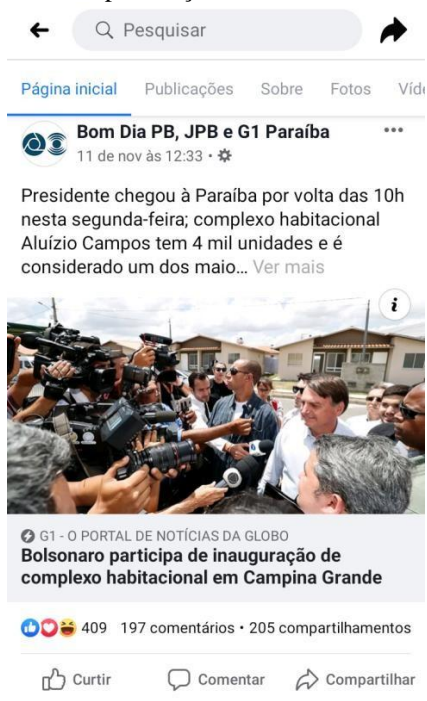 Pesquisar
Página inicial Publicações Sobre Fotos Víde
Bom Dia PB, JPB e G1 Paraíba
11 de nov às 12:33
Presidente chegou à Paraíba por volta das 10h
nesta segunda-feira; complexo habitacional
Aluízio Campos tem 4 mil unidades e é
considerado um dos maio... Ver mais
i
G1 - O PORTAL DE NOTÍCIAS DA GLOBO
Bolsonaro participa de inauguração de
complexo habitacional em Campina Grande
409 197 comentários • 205 compartilhamentos
Curtir Comentar Compartilhar